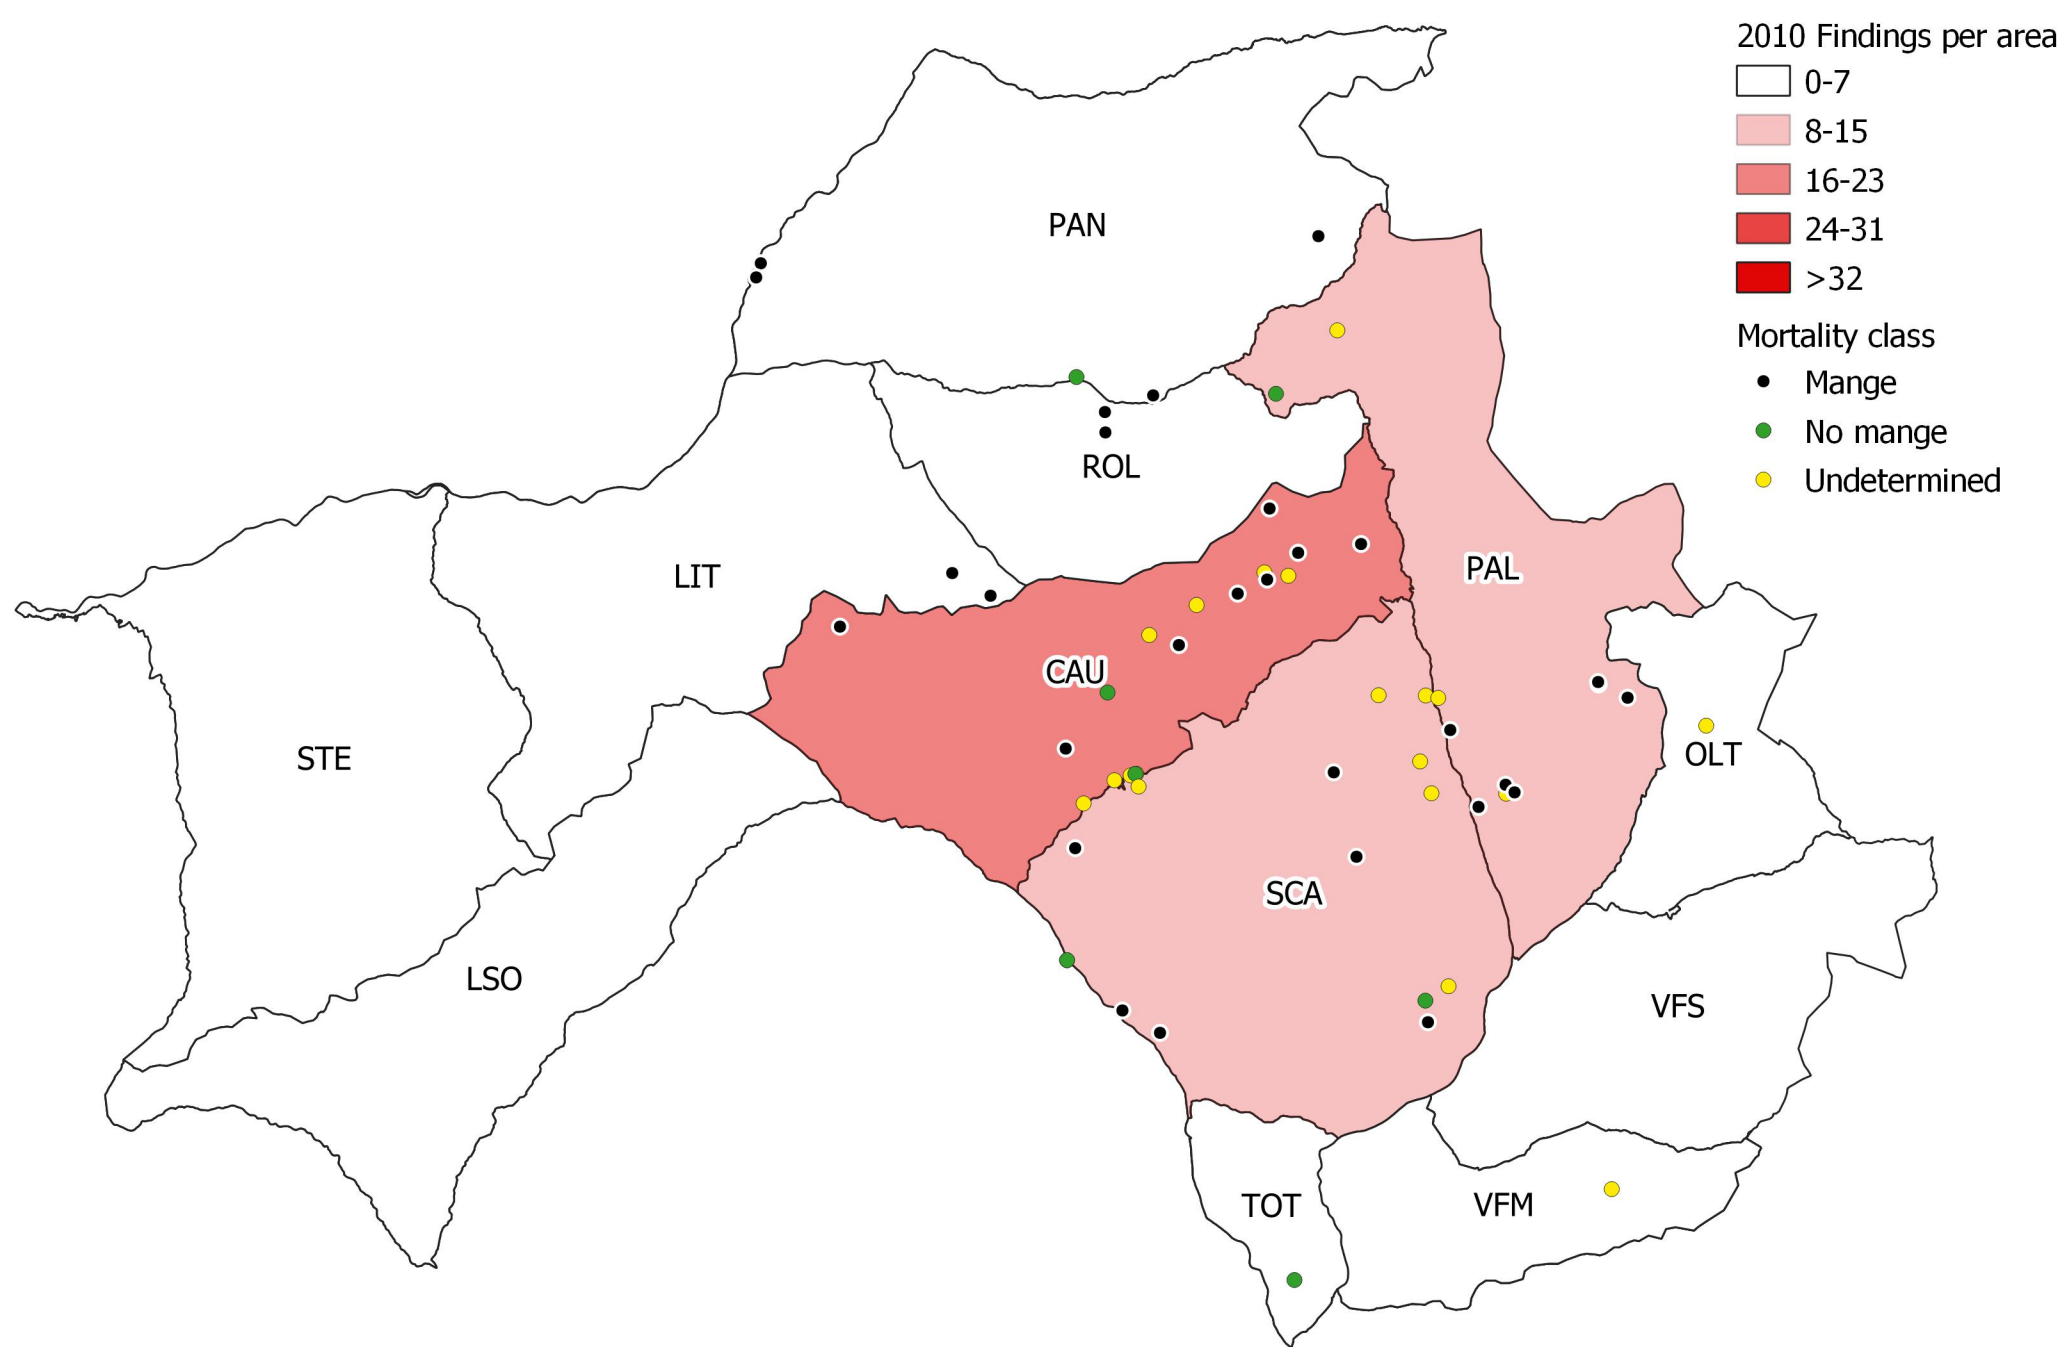 2010 Findings per area
0-7
8-15
16-23
24-31
>32
Mortality class
Mange
No mange
Undetermined
PAN
ROL
LIT
PAL
CAU
STE
OLT
SCA
LSO
VFS
TOT
VFM